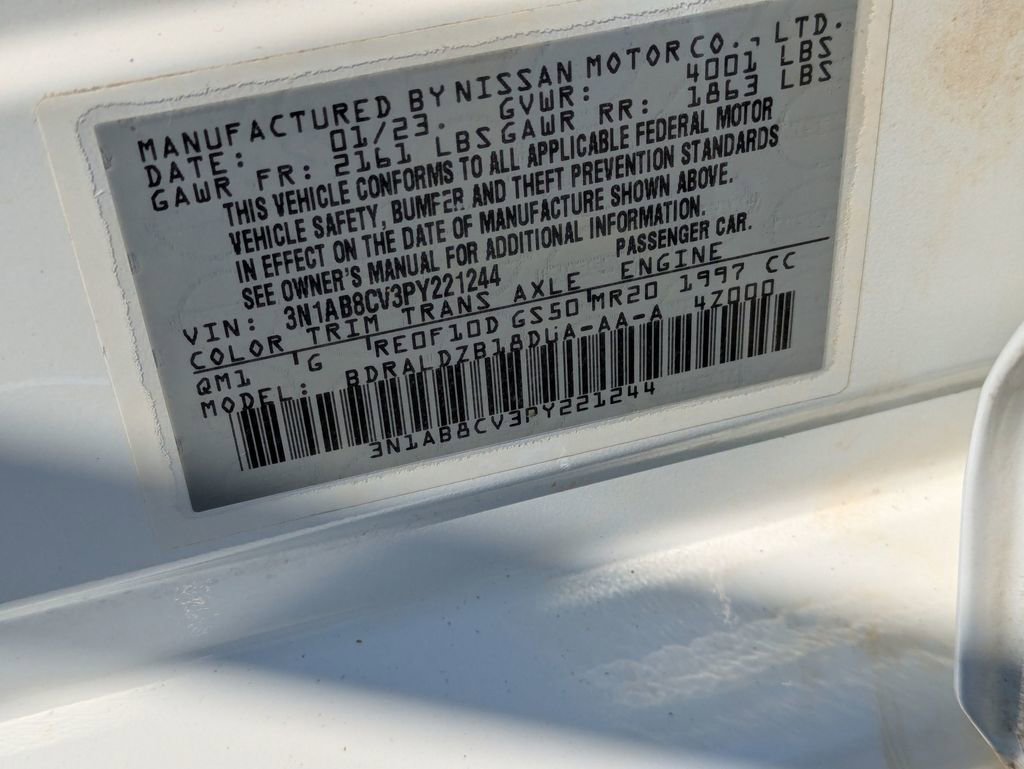 MANUFACTURED BY NISSAN MOTOR CO., LTD.
DATE: 01/23. GVWR: 4001 LBS
GAWR FR: 2161 LBS GAWR RR: 1863 LBS
THIS VEHICLE CONFORMS TO ALL APPLICABLE FEDERAL MOTOR
VEHICLE SAFETY, BUMPER AND THEFT PREVENTION STANDARDS
IN EFFECT ON THE DATE OF MANUFACTURE SHOWN ABOVE.
SEE OWNER'S MANUAL FOR ADDITIONAL INFORMATION.
VIN: 3N1AB8CV3PY221244 PASSENGER CAR.
COLOR TRIM TRANS AXLE ENGINE
QM1 G RE0F10D GS50 MR20 1997 CC
MODEL: BDRALDZB18DUA-AA-A 4Z000
3N1AB8CV3PY221244